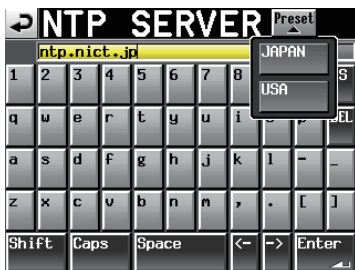 NTP SERVER Preset
ntp.nict.jp
JAPAN
USA
1 2 3 4 5 6 7 8 S
q w e r t y u i DEL
a s d f g h j k l - _
z x c v b n m , . [ ]
Shift Caps Space <- -> Enter